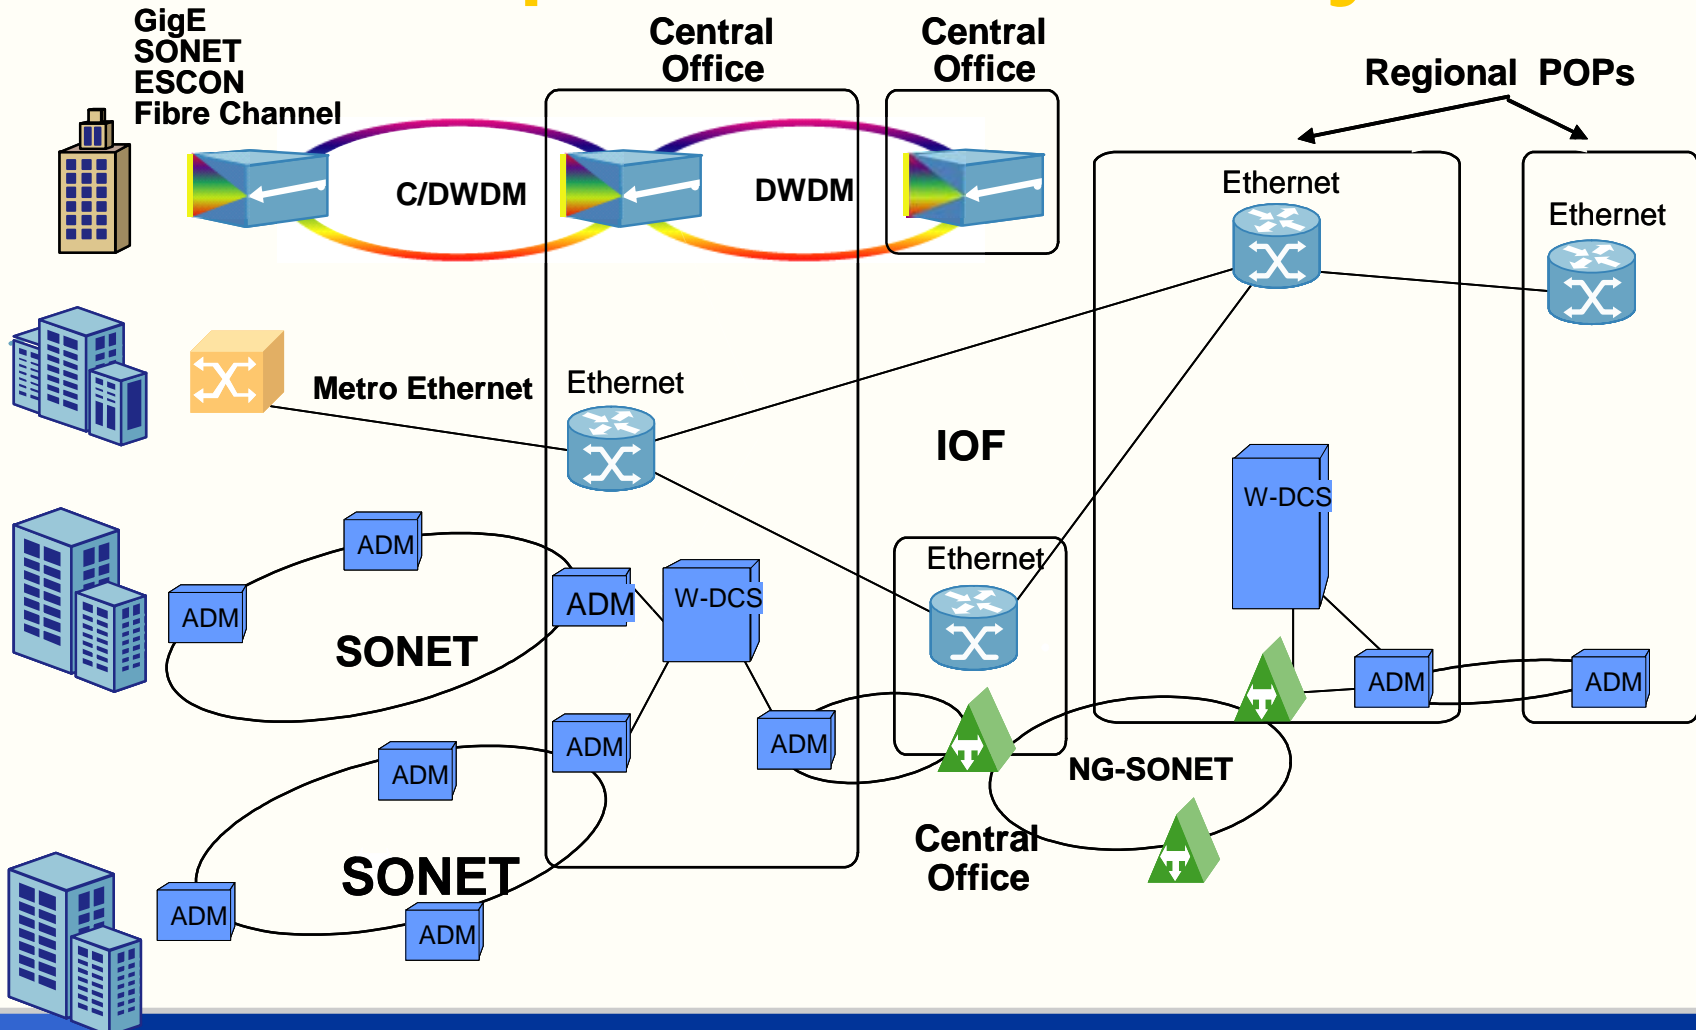 GigE
SONET
ESCON
Fibre Channel
Central
Office
Central
Office
Regional POPs
C/DWDM
DWDM
Ethernet
Ethernet
Metro Ethernet
Ethernet
IOF
W-DCS
ADM
Ethernet
ADM
ADM
W-DCS
SONET
ADM
ADM
ADM
ADM
ADM
NG-SONET
Central
Office
SONET
ADM
ADM